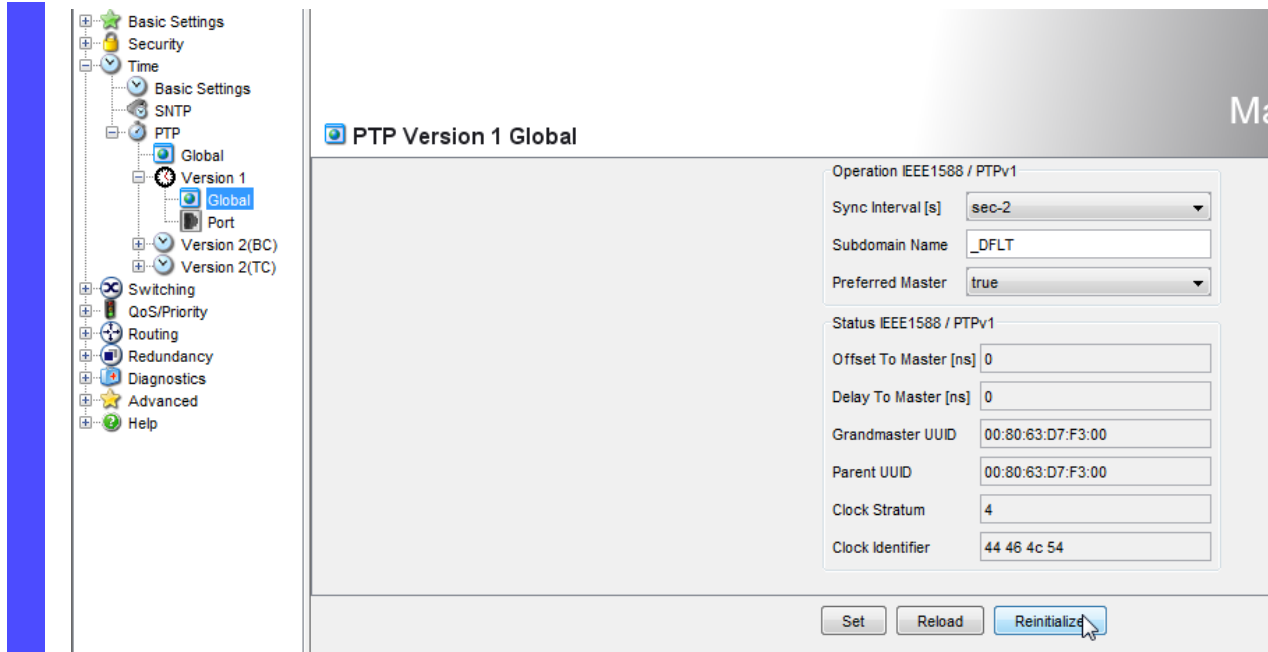 Basic Settings
Security
Time
Basic Settings
SNTP
PTP
Global
Version 1
Global
Port
Version 2(BC)
Version 2(TC)
Switching
QoS/Priority
Routing
Redundancy
Diagnostics
Advanced
Help
Ma
PTP Version 1 Global
Operation IEEE1588 / PTPv1
Sync Interval [s] sec-2
Subdomain Name _DFLT
Preferred Master true
Status IEEE1588 / PTPv1
Offset To Master [ns] 0
Delay To Master [ns] 0
Grandmaster UUID 00:80:63:D7:F3:00
Parent UUID 00:80:63:D7:F3:00
Clock Stratum 4
Clock Identifier 44 46 4c 54
Set Reload Reinitialize